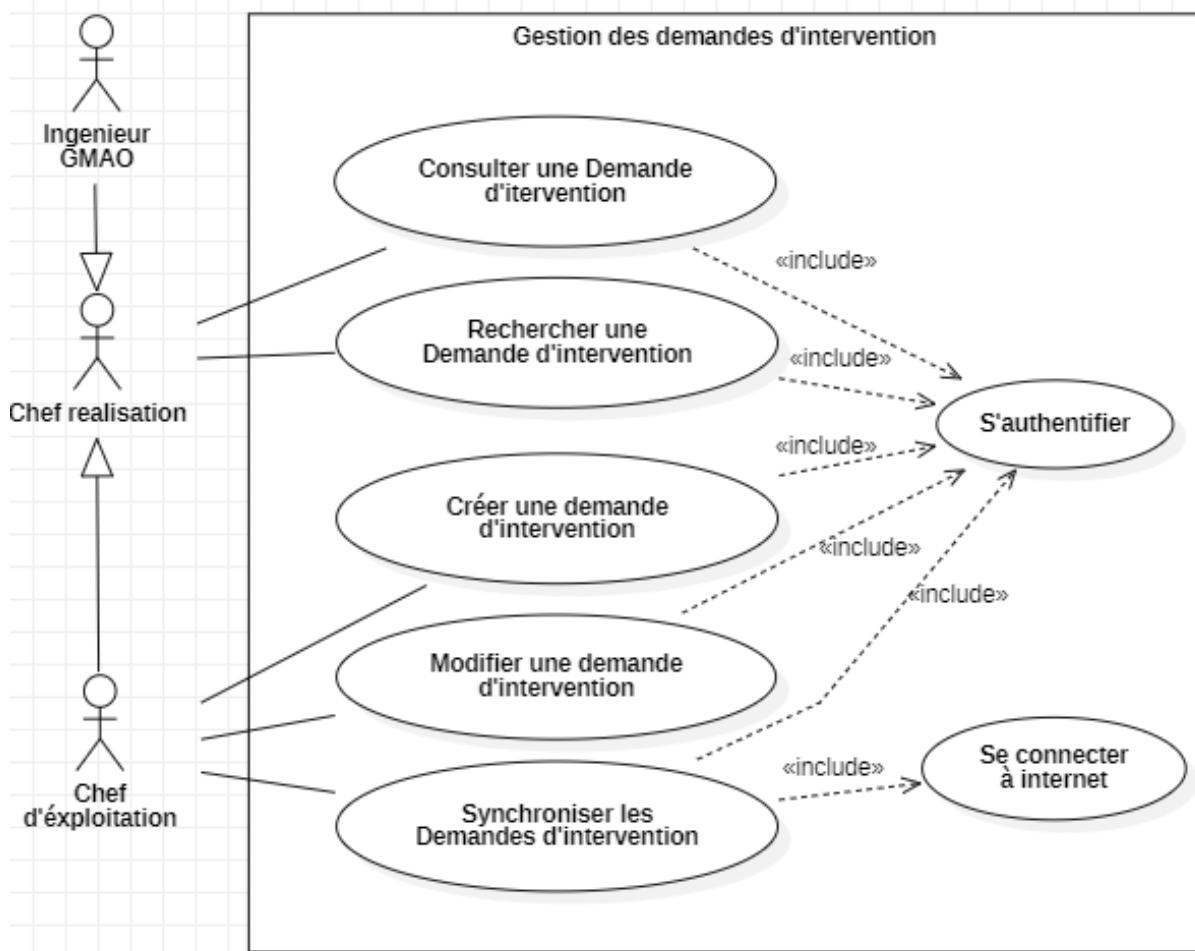 Gestion des demandes d'intervention
Ingenieur
GMAO
Consulter une Demande
d'itervention
«include»
Rechercher une
Demande d'intervention
«include»
Chef realisation
S'authentifier
«include»
Créer une demande
d'intervention
«include»
«include»
Modifier une demande
d'intervention
Chef
d'éxploitation
Se connecter
à internet
«include»
Synchroniser les
Demandes d'intervention